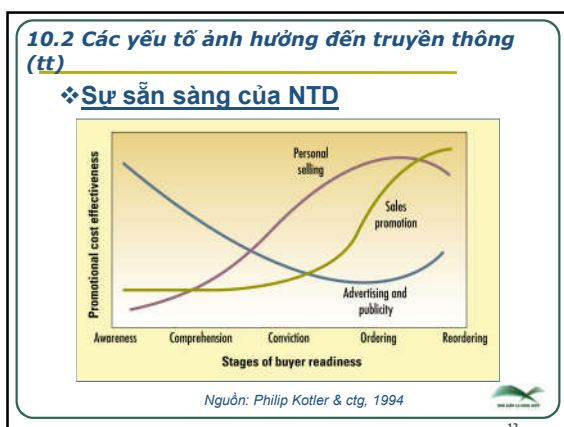 10.2 Các yếu tố ảnh hưởng đến truyền thông
(tt)
❖Sự sẵn sàng của NTD
Promotional cost effectiveness
Personal
selling
Sales
promotion
Advertising and
publicity
Awareness Comprehension Conviction Ordering Reordering
Stages of buyer readiness
Nguồn: Philip Kotler & ctg, 1994